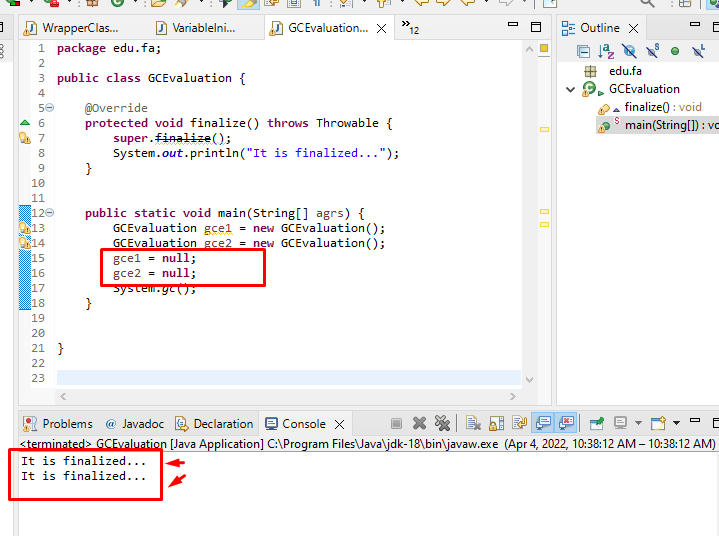 WrapperClas...
VariableIni...
GCEvaluation...
12
Outline
1 package edu.fa;
2
3 public class GCEvaluation {
4
5 @Override
6 protected void finalize() throws Throwable {
7 super.finalize();
8 System.out.println("It is finalized...");
9 }
10
11
12 public static void main(String[] agrs) {
13 GCEvaluation gce1 = new GCEvaluation();
14 GCEvaluation gce2 = new GCEvaluation();
15 gce1 = null;
16 gce2 = null;
17 System.gc();
18 }
19
20
21 }
22
23
edu.fa
GCEvaluation
finalize() : void
main(String[]) : vo
Problems @ Javadoc Declaration Console
<terminated> GCEvaluation [Java Application] C:\Program Files\Java\jdk-18\bin\javaw.exe (Apr 4, 2022, 10:38:12 AM – 10:38:12 AM)
It is finalized...
It is finalized...